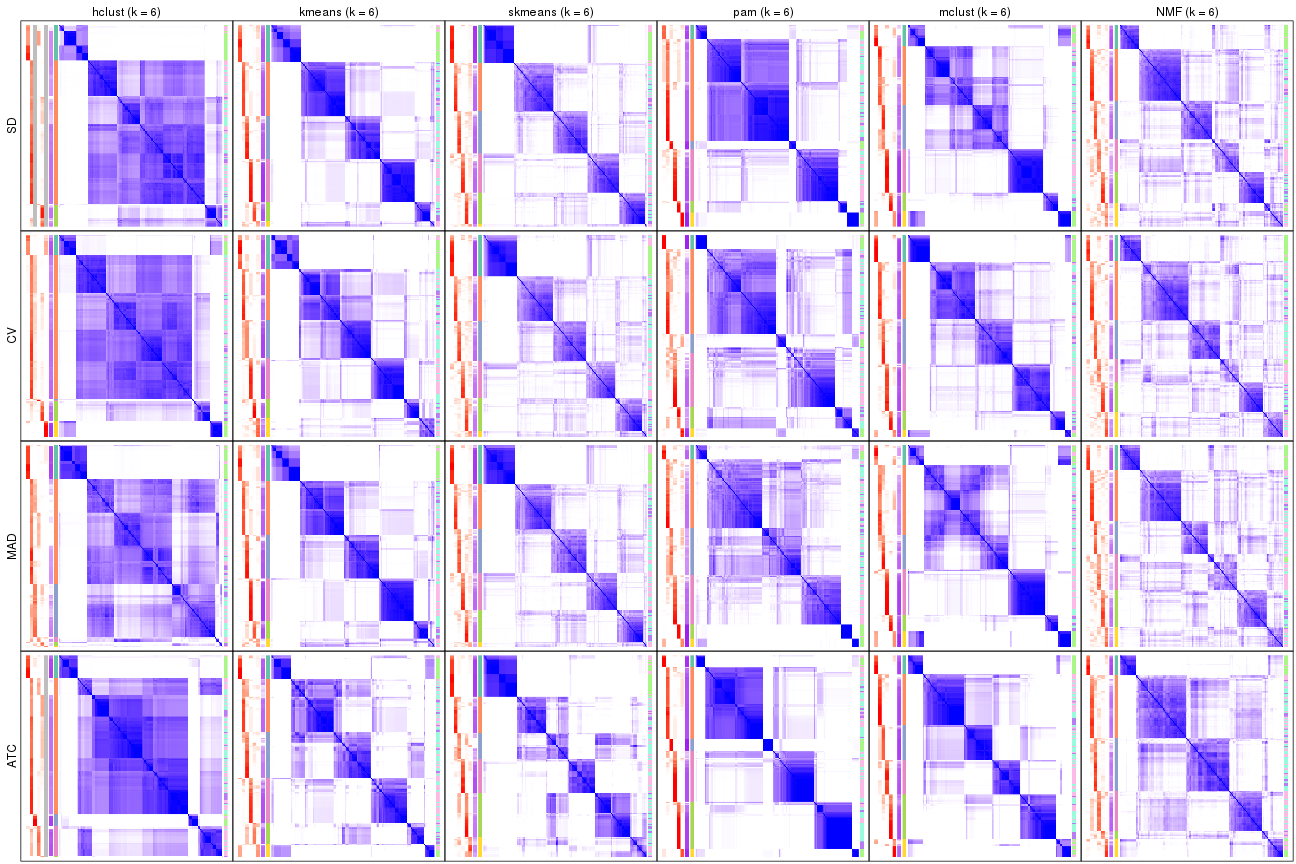 hclust (k = 6) kmeans (k = 6) skmeans (k = 6) pam (k = 6) mclust (k = 6) NMF (k = 6)
SD
CV
MAD
ATC